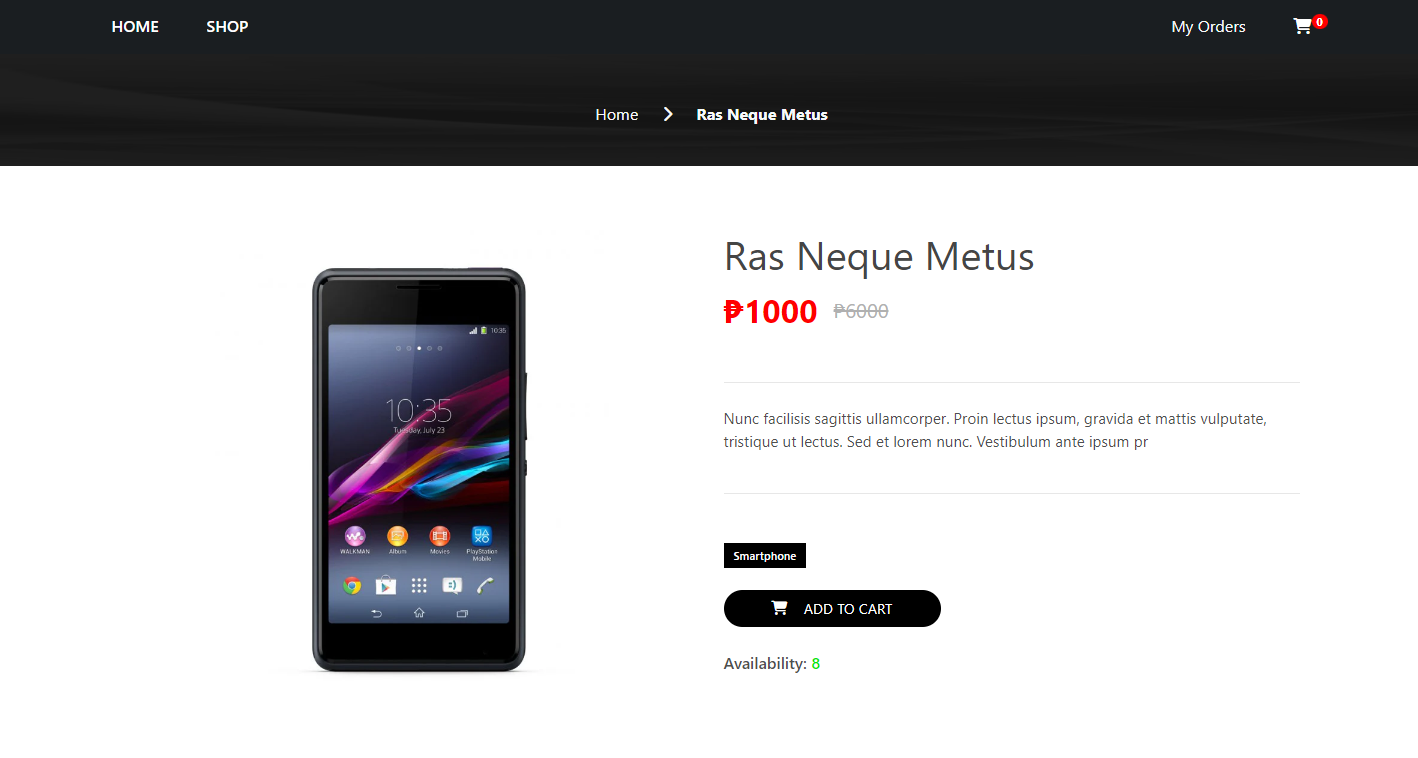 HOME SHOP My Orders 0
Home Ras Neque Metus
Ras Neque Metus
₱1000 ₱6000
10:35
10:35
Tuesday, July 23
Nunc facilisis sagittis ullamcorper. Proin lectus ipsum, gravida et mattis vulputate,
tristique ut lectus. Sed et lorem nunc. Vestibulum ante ipsum pr
WALKMAN Album Movies PlayStation
Mobile
Smartphone
ADD TO CART
Availability: 8